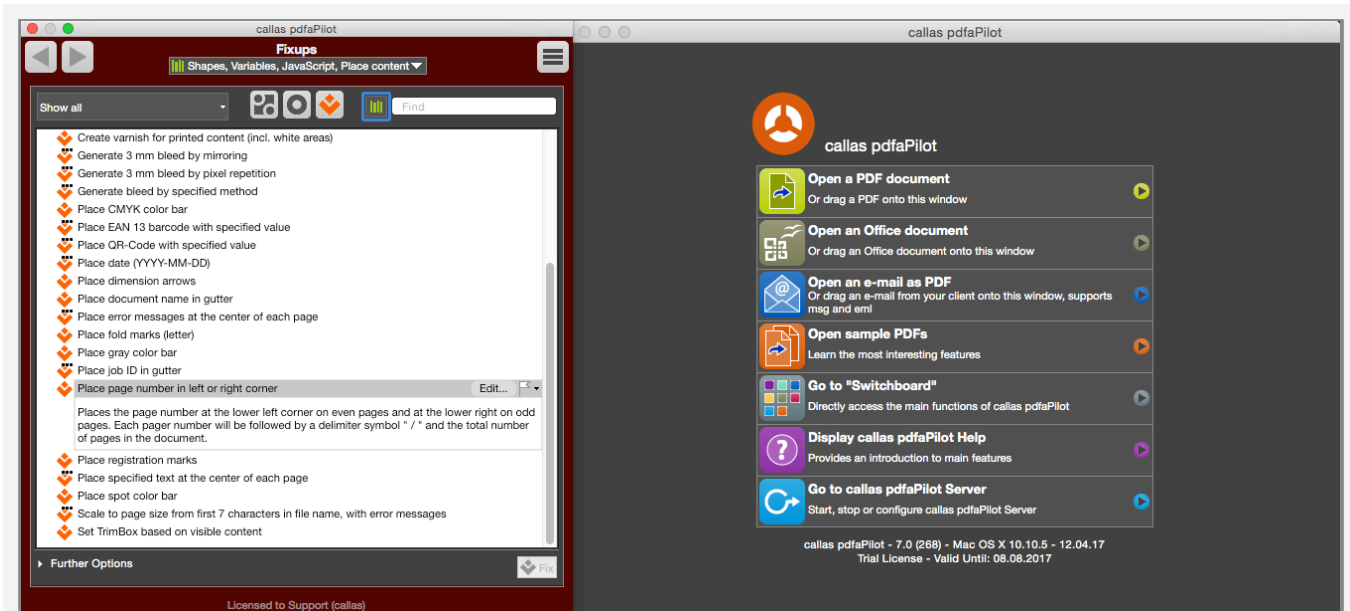 callas pdfaPilot
Fixups
Shapes, Variables, JavaScript, Place content
Show all
Find
Create varnish for printed content (incl. white areas)
Generate 3 mm bleed by mirroring
Generate 3 mm bleed by pixel repetition
Generate bleed by specified method
Place CMYK color bar
Place EAN 13 barcode with specified value
Place QR-Code with specified value
Place date (YYYY-MM-DD)
Place dimension arrows
Place document name in gutter
Place error messages at the center of each page
Place fold marks (letter)
Place gray color bar
Place job ID in gutter
Place page number in left or right corner Edit...
Places the page number at the lower left corner on even pages and at the lower right on odd
pages. Each pager number will be followed by a delimiter symbol " / " and the total number
of pages in the document.
Place registration marks
Place specified text at the center of each page
Place spot color bar
Scale to page size from first 7 characters in file name, with error messages
Set TrimBox based on visible content
Further Options
Fix
Licensed to Support (callas)
callas pdfaPilot
callas pdfaPilot
Open a PDF document
Or drag a PDF onto this window
Open an Office document
Or drag an Office document onto this window
Open an e-mail as PDF
Or drag an e-mail from your client onto this window, supports
msg and eml
Open sample PDFs
Learn the most interesting features
Go to "Switchboard"
Directly access the main functions of callas pdfaPilot
Display callas pdfaPilot Help
Provides an introduction to main features
Go to callas pdfaPilot Server
Start, stop or configure callas pdfaPilot Server
callas pdfaPilot - 7.0 (268) - Mac OS X 10.10.5 - 12.04.17
Trial License - Valid Until: 08.08.2017